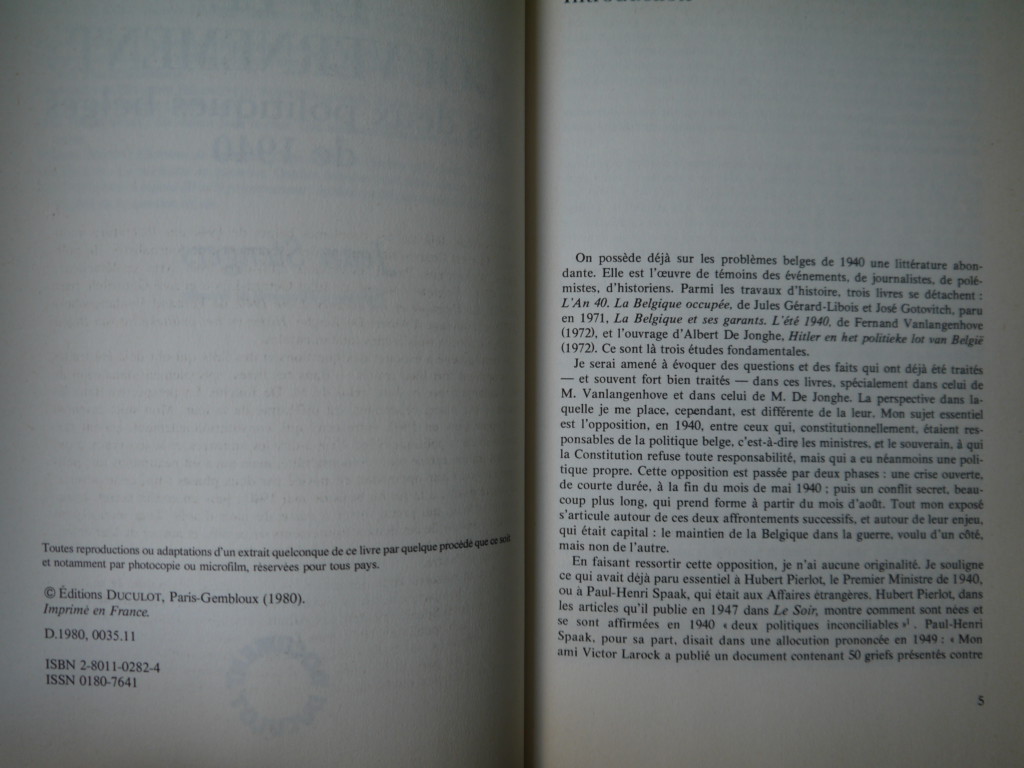 Toutes reproductions ou adaptations d'un extrait quelconque de ce livre par quelque procédé que ce soit
et notamment par photocopie ou microfilm, réservées pour tous pays.
© Éditions DUCULOT, Paris-Gembloux (1980).
Imprimé en France.
D.1980, 0035.11
ISBN 2-8011-0282-4
ISSN 0180-7641
Introduction
On possède déjà sur les problèmes belges de 1940 une littérature abon-
dante. Elle est l'œuvre de témoins des événements, de journalistes, de polé-
mistes, d'historiens. Parmi les travaux d'histoire, trois livres se détachent :
L'An 40. La Belgique occupée, de Jules Gérard-Libois et José Gotovitch, paru
en 1971, La Belgique et ses garants. L'été 1940, de Fernand Vanlangenhove
(1972), et l'ouvrage d'Albert De Jonghe, Hitler en het politieke lot van België
(1972). Ce sont là trois études fondamentales.
Je serai amené à évoquer des questions et des faits qui ont déjà été traités
— et souvent fort bien traités — dans ces livres, spécialement dans celui de
M. Vanlangenhove et dans celui de M. De Jonghe. La perspective dans la-
quelle je me place, cependant, est différente de la leur. Mon sujet essentiel
est l'opposition, en 1940, entre ceux qui, constitutionnellement, étaient res-
ponsables de la politique belge, c'est-à-dire les ministres, et le souverain, à qui
la Constitution refuse toute responsabilité, mais qui a eu néanmoins une poli-
tique propre. Cette opposition est passée par deux phases : une crise ouverte,
de courte durée, à la fin du mois de mai 1940 ; puis un conflit secret, beau-
coup plus long, qui prend forme à partir du mois d'août. Tout mon exposé
s'articule autour de ces deux affrontements successifs, et autour de leur enjeu,
qui était capital : le maintien de la Belgique dans la guerre, voulu d'un côté,
mais non de l'autre.
En faisant ressortir cette opposition, je n'ai aucune originalité. Je souligne
ce qui avait déjà paru essentiel à Hubert Pierlot, le Premier Ministre de 1940,
ou à Paul-Henri Spaak, qui était aux Affaires étrangères. Hubert Pierlot, dans
les articles qu'il publie en 1947 dans Le Soir, montre comment sont nées et
se sont affirmées en 1940 « deux politiques inconciliables »¹. Paul-Henri
Spaak, pour sa part, disait dans une allocution prononcée en 1949 : « Mon
ami Victor Larock a publié un document contenant 50 griefs présentés contre
5